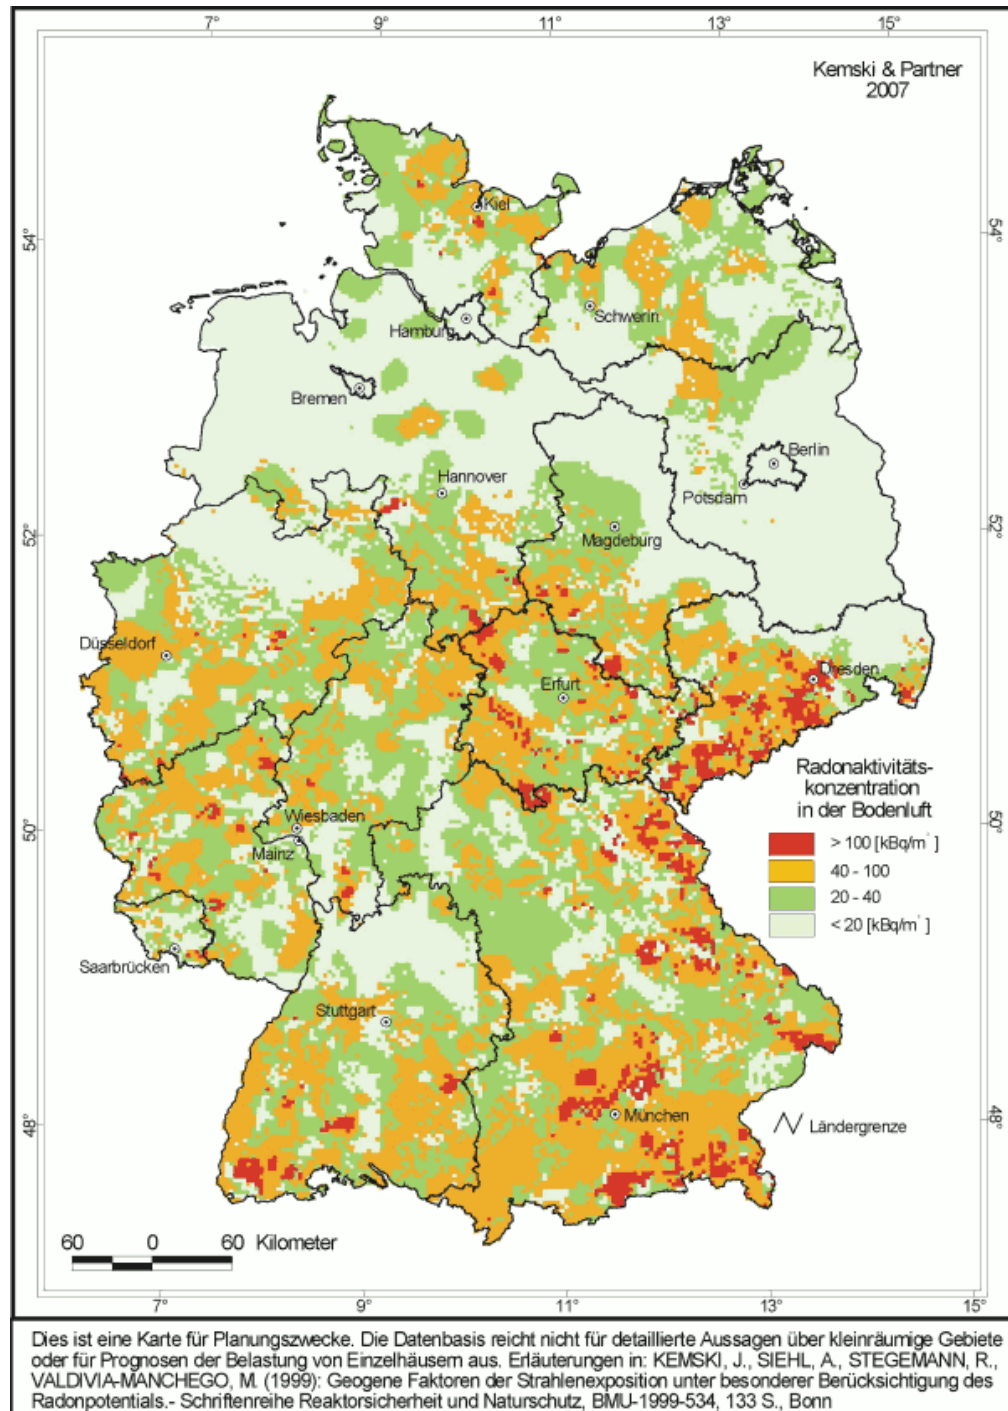 7° 9° 11° 13° 15°
Kemski & Partner
2007
Kiel
54° 54°
Schwerin
Hamburg
Bremen
Berlin
Hannover
Potsdam
52° 52°
Magdeburg
Düsseldorf
Dresden
Erfurt
Radonaktivitäts-
konzentration
in der Bodenluft
50° 50°
Wiesbaden
> 100 [kBq/m³]
Mainz
40 - 100
20 - 40
< 20 [kBq/m³]
Saarbrücken
Stuttgart
48° 48°
München
Ländergrenze
60 0 60 Kilometer
7° 9° 11° 13° 15°
Dies ist eine Karte für Planungszwecke. Die Datenbasis reicht nicht für detaillierte Aussagen über kleinräumige Gebiete
oder für Prognosen der Belastung von Einzelhäusern aus. Erläuterungen in: KEMSKI, J., SIEHL, A., STEGEMANN, R.,
VALDIVIA-MANCHEGO, M. (1999): Geogene Faktoren der Strahlenexposition unter besonderer Berücksichtigung des
Radonpotentials.- Schriftenreihe Reaktorsicherheit und Naturschutz, BMU-1999-534, 133 S., Bonn